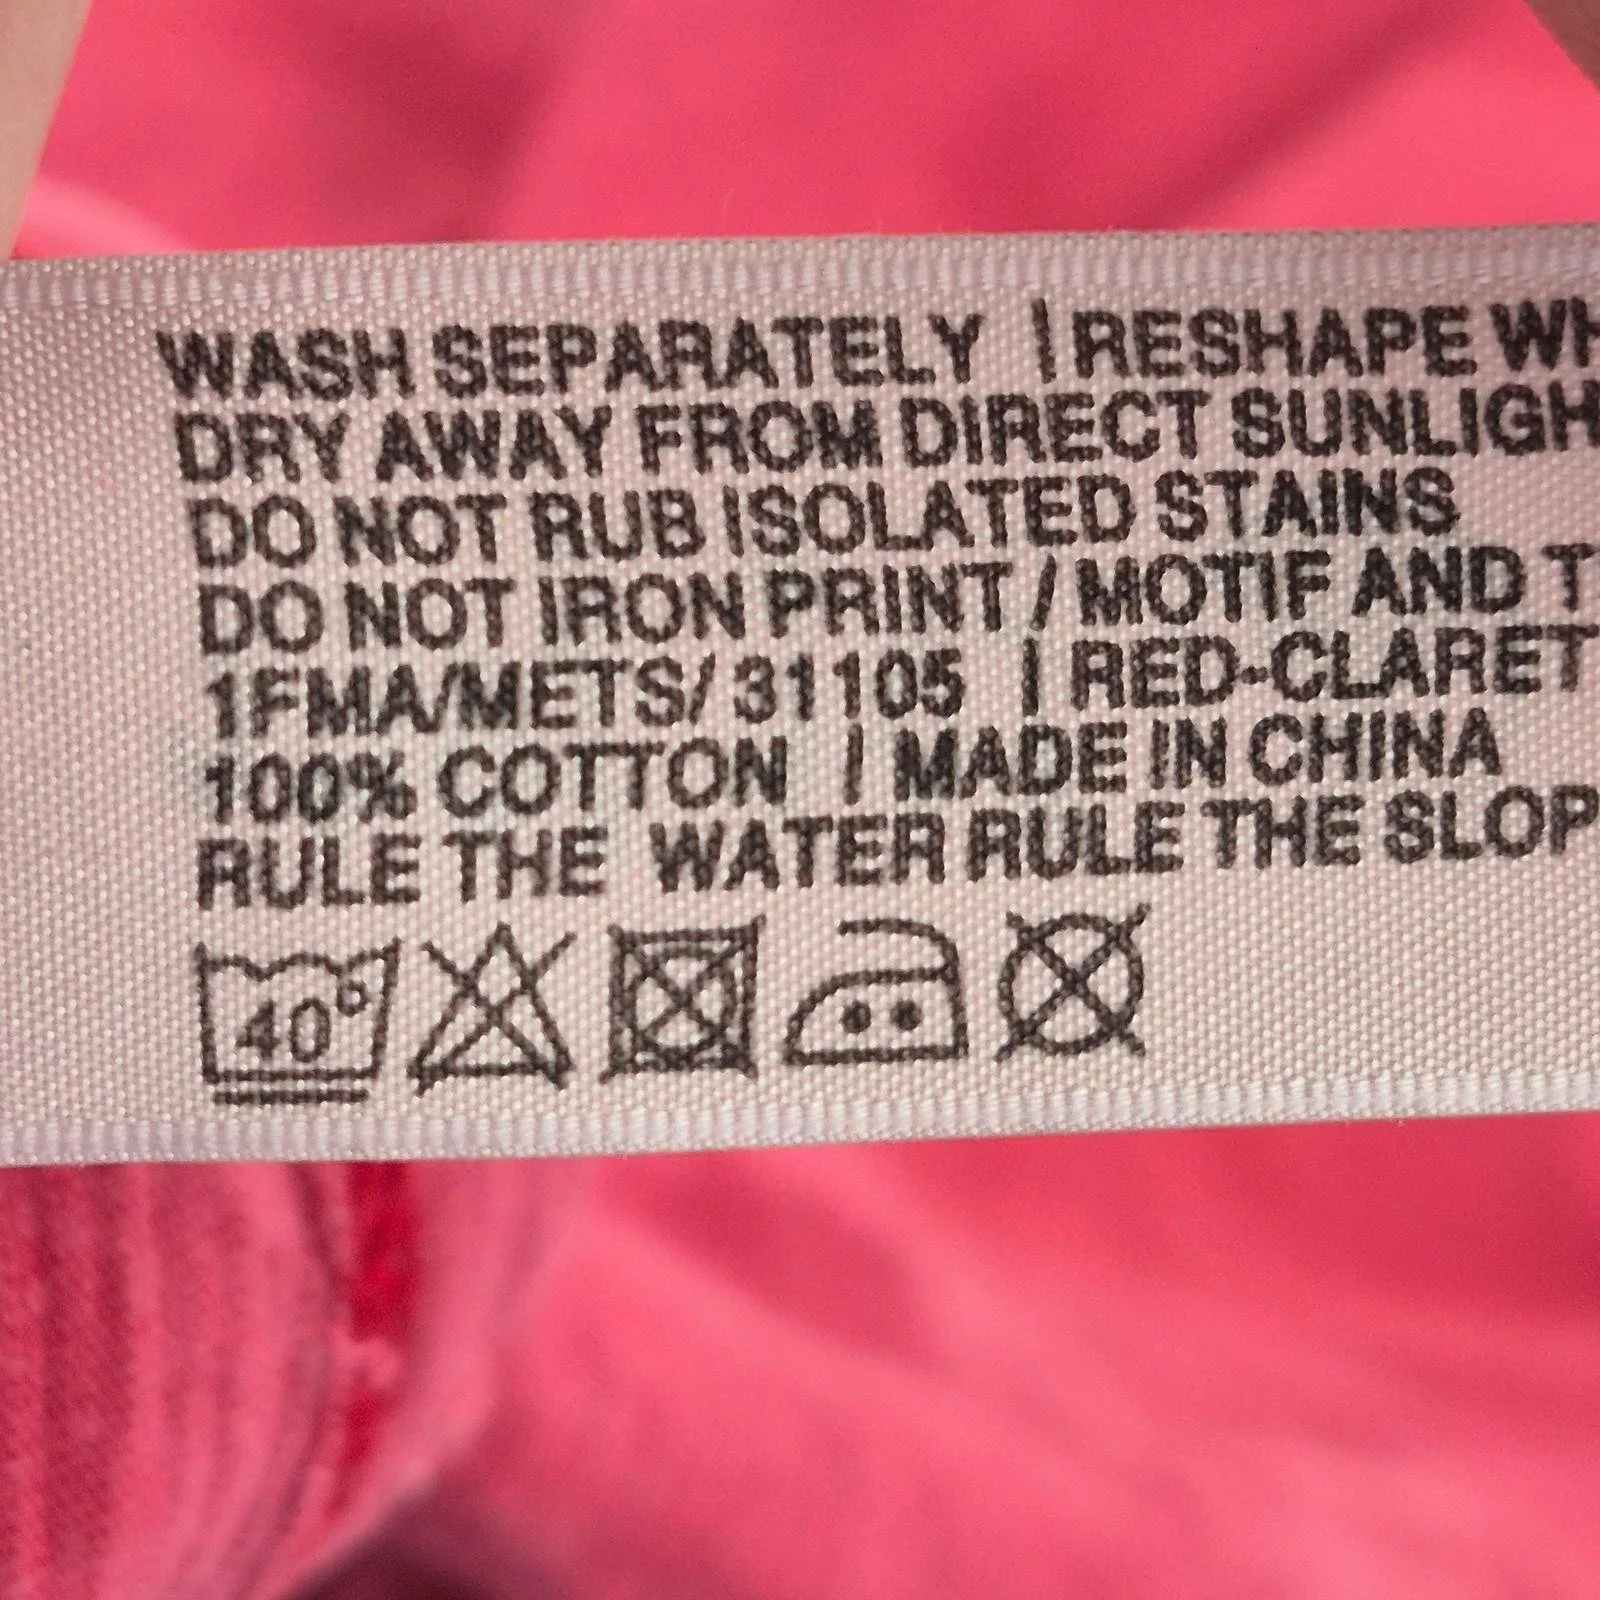 WASH SEPARATELY | RESHAPE WH
DRY AWAY FROM DIRECT SUNLIGH
DO NOT RUB ISOLATED STAINS
DO NOT IRON PRINT / MOTIF AND T
1FMA/METS/ 31105 | RED-CLARET
100% COTTON | MADE IN CHINA
RULE THE WATER RULE THE SLOP
40°